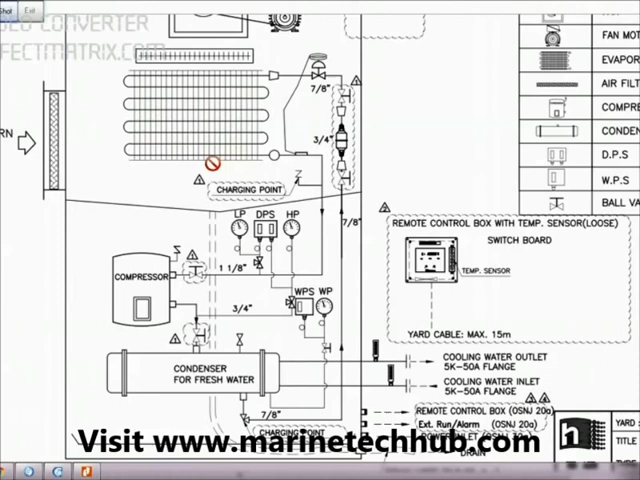 Shot Exit
CONVERTER
FECTMATRIX.COM
FAN MOT
EVAPOR
AIR FILT
COMPRE
CONDEN
D.P.S
W.P.S
BALL VA
7/8"
3/4"
RN
CHARGING POINT
7/8"
LP DPS HP
COMPRESSOR
1 1/8"
3/4"
WPS WP
REMOTE CONTROL BOX WITH TEMP. SENSOR(LOOSE)
SWITCH BOARD
TEMP. SENSOR
YARD CABLE: MAX. 15m
CONDENSER
FOR FRESH WATER
COOLING WATER OUTLET
5K-50A FLANGE
COOLING WATER INLET
5K-50A FLANGE
7/8"
CHARGING POINT
REMOTE CONTROL BOX (OSNJ 20a)
Ext. Run/Alarm (OSNJ 20a)
DRAIN
h
YARD :
TITLE
Visit www.marinetechhub.com